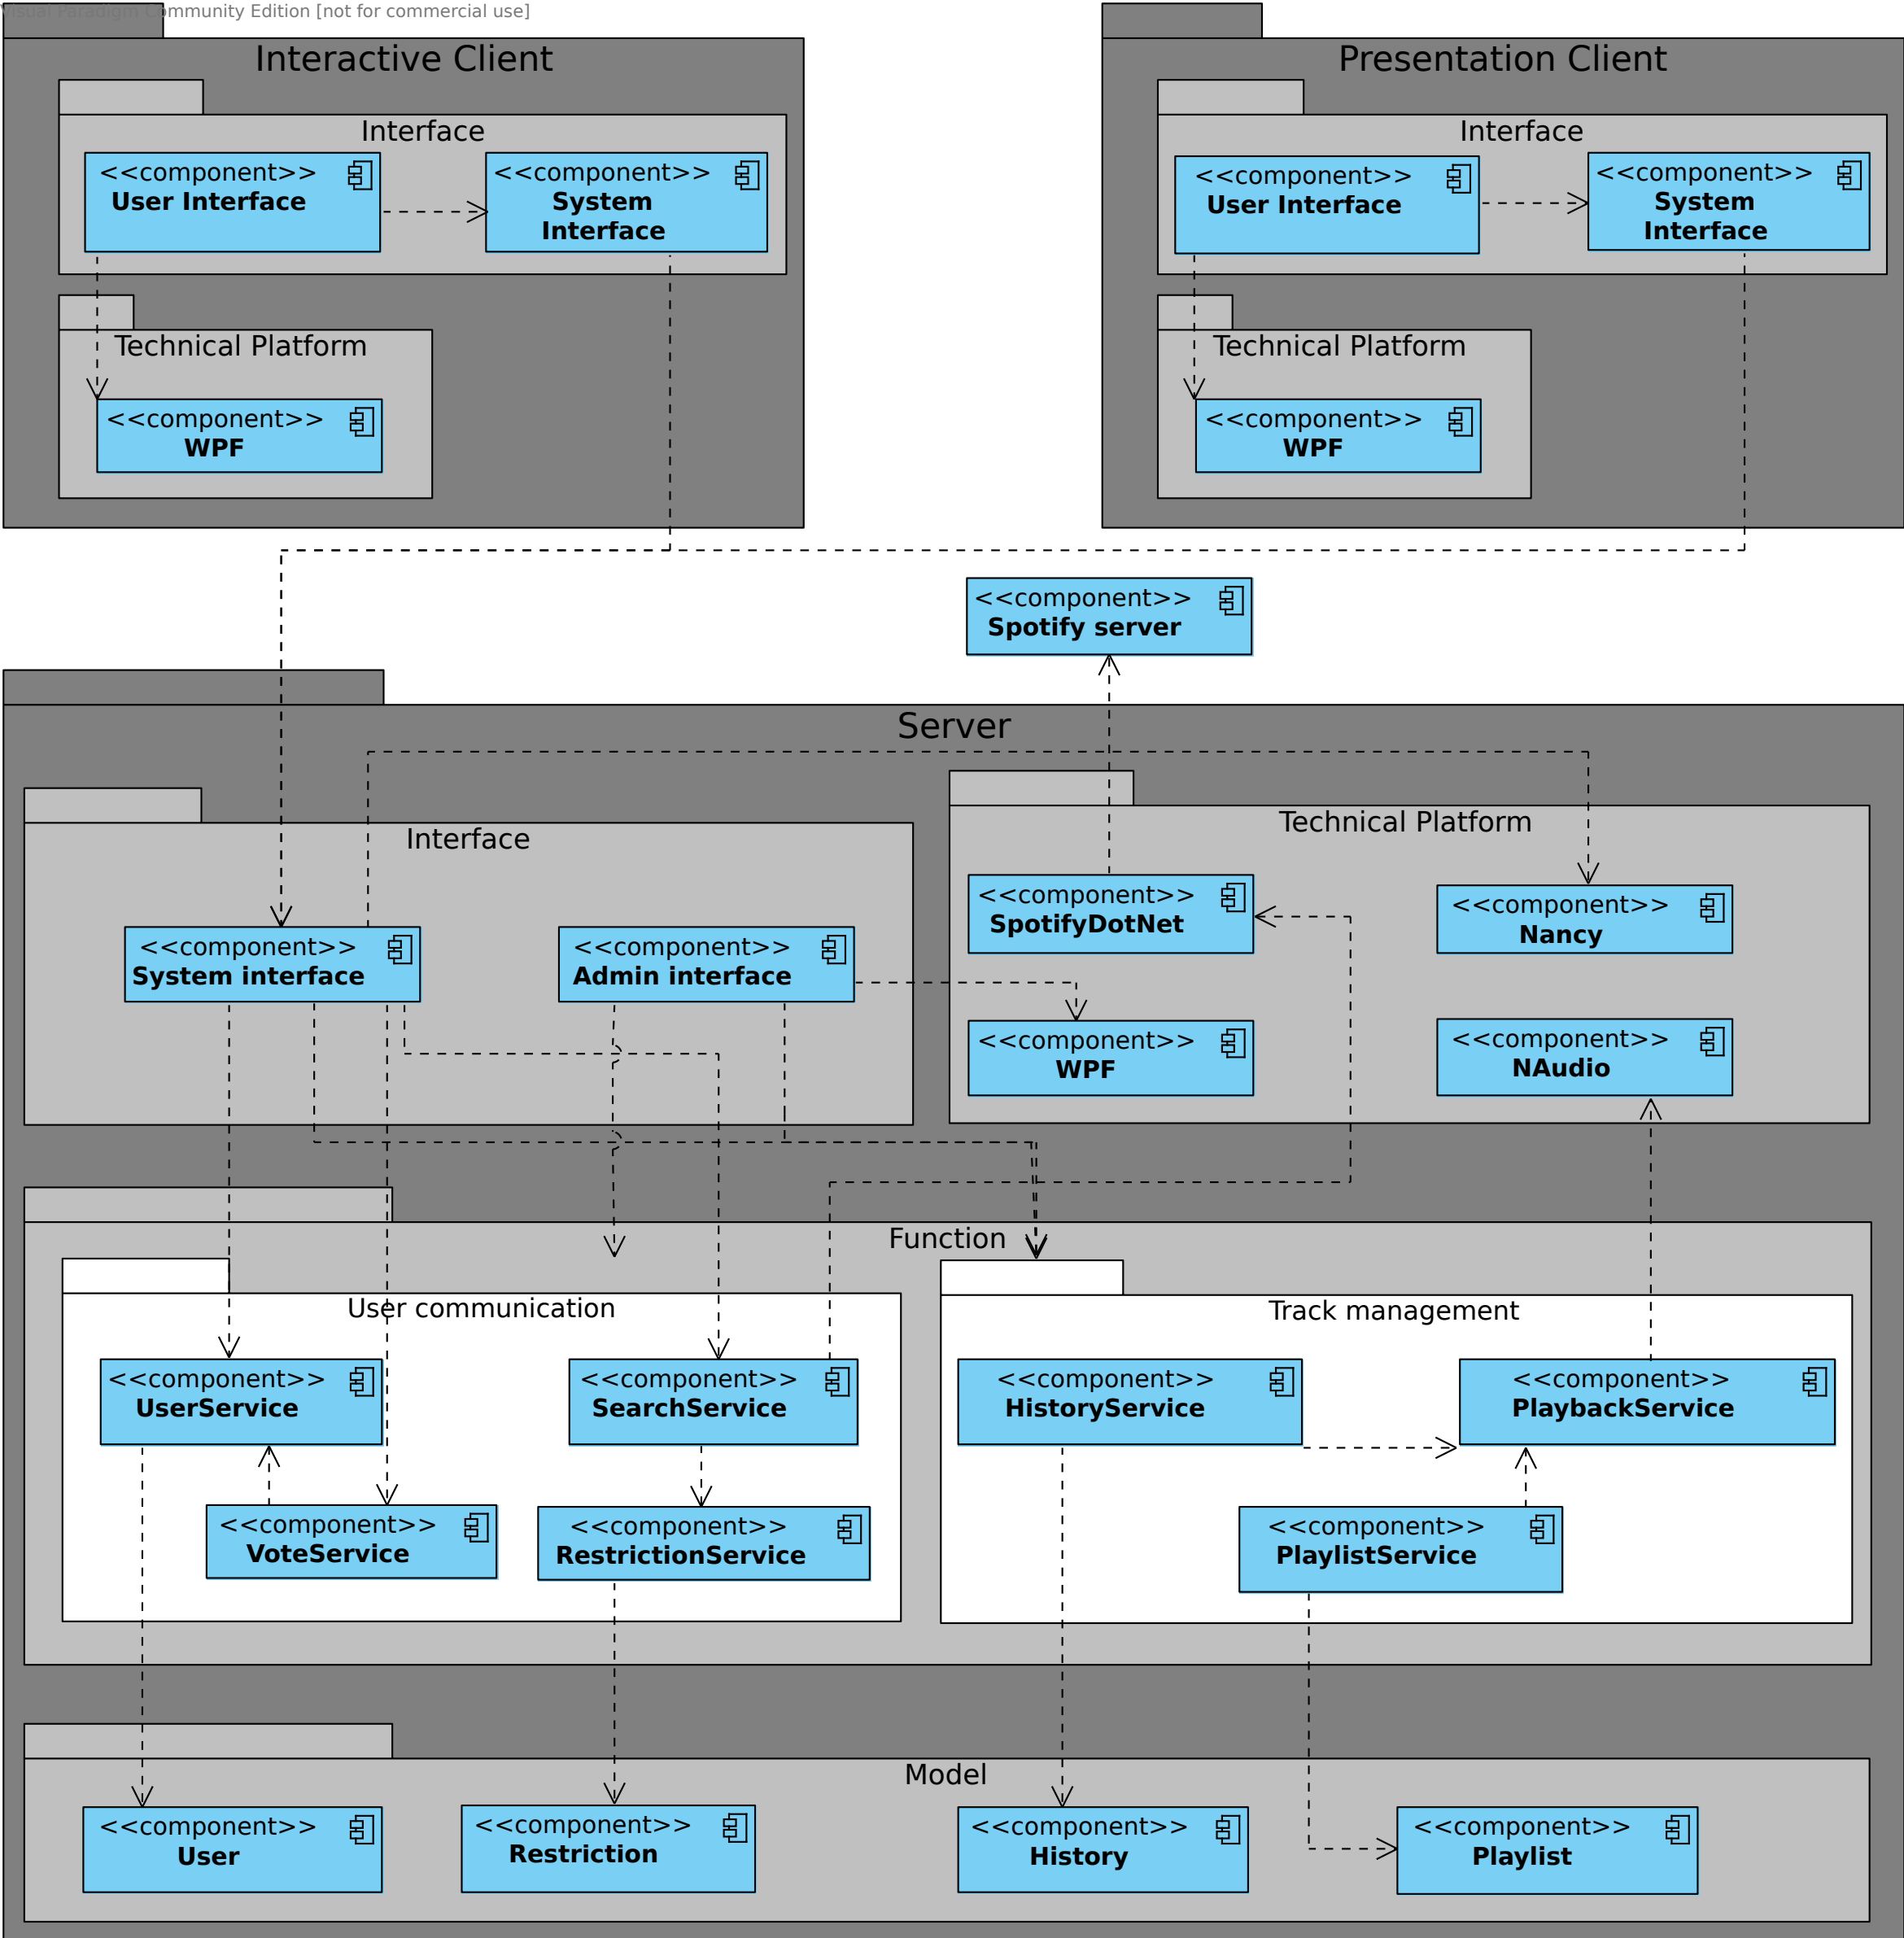 Visual Paradigm Community Edition [not for commercial use]
Interactive Client
Interface
<<component>>
User Interface
<<component>>
System
Interface
Technical Platform
<<component>>
WPF
Presentation Client
Interface
<<component>>
User Interface
<<component>>
System
Interface
Technical Platform
<<component>>
WPF
<<component>>
Spotify server
Server
Interface
<<component>>
System interface
<<component>>
Admin interface
Technical Platform
<<component>>
SpotifyDotNet
<<component>>
Nancy
<<component>>
WPF
<<component>>
NAudio
Function
User communication
<<component>>
UserService
<<component>>
SearchService
<<component>>
VoteService
<<component>>
RestrictionService
Track management
<<component>>
HistoryService
<<component>>
PlaybackService
<<component>>
PlaylistService
Model
<<component>>
User
<<component>>
Restriction
<<component>>
History
<<component>>
Playlist